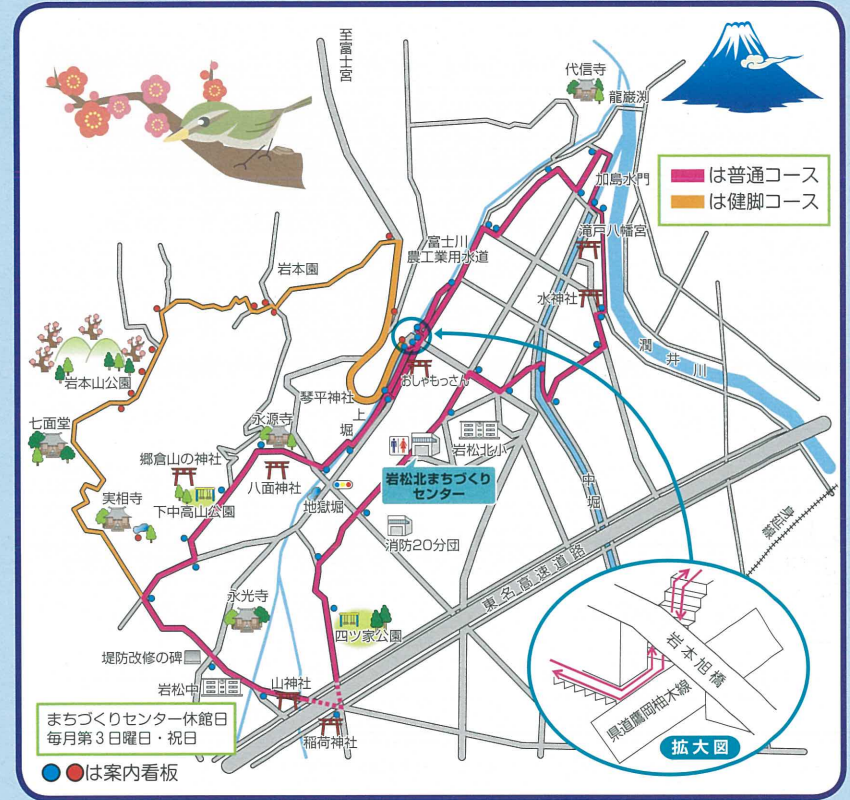 至富士宮
代信寺
龍巌渕
は普通コース
は健脚コース
加島水門
滝戸八幡宮
富士川
農工業用水道
岩本園
水神社
潤井川
おしゃもっさん
岩本山公園
琴平神社
上堀
七面堂
永源寺
岩松北小
郷倉山の神社
岩松北まちづくり
センター
八面神社
下中高山公園
地獄堀
中堀
実相寺
消防20分団
身延線
東名高速道路
永光寺
四ツ家公園
堤防改修の碑
岩松中
山神社
稲荷神社
岩本旭橋
県道鷹岡柚木線
拡大図
まちづくりセンター休館日
毎月第3日曜日・祝日
は案内看板